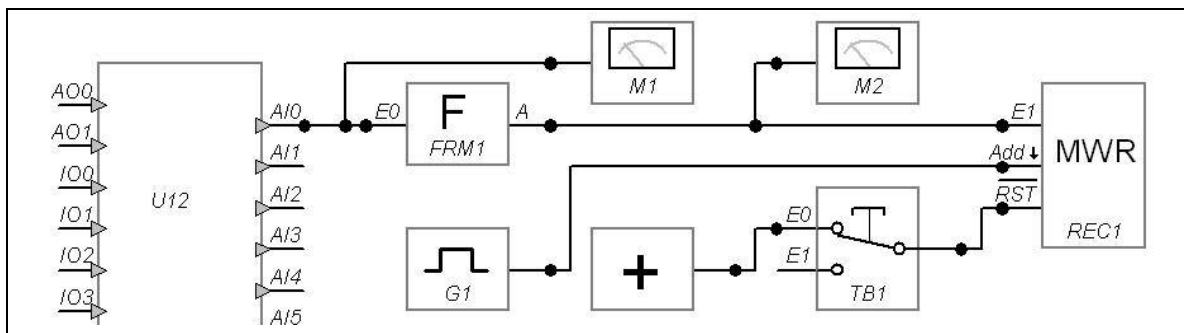 M1
M2
AO0
AI0
E0
F
A
E1
FRM1
AO1
AI1
Add ↓
MWR
IO0
U12
AI2
E0
RST
IO1
AI3
REC1
IO2
AI4
+
E1
G1
TB1
IO3
AI5